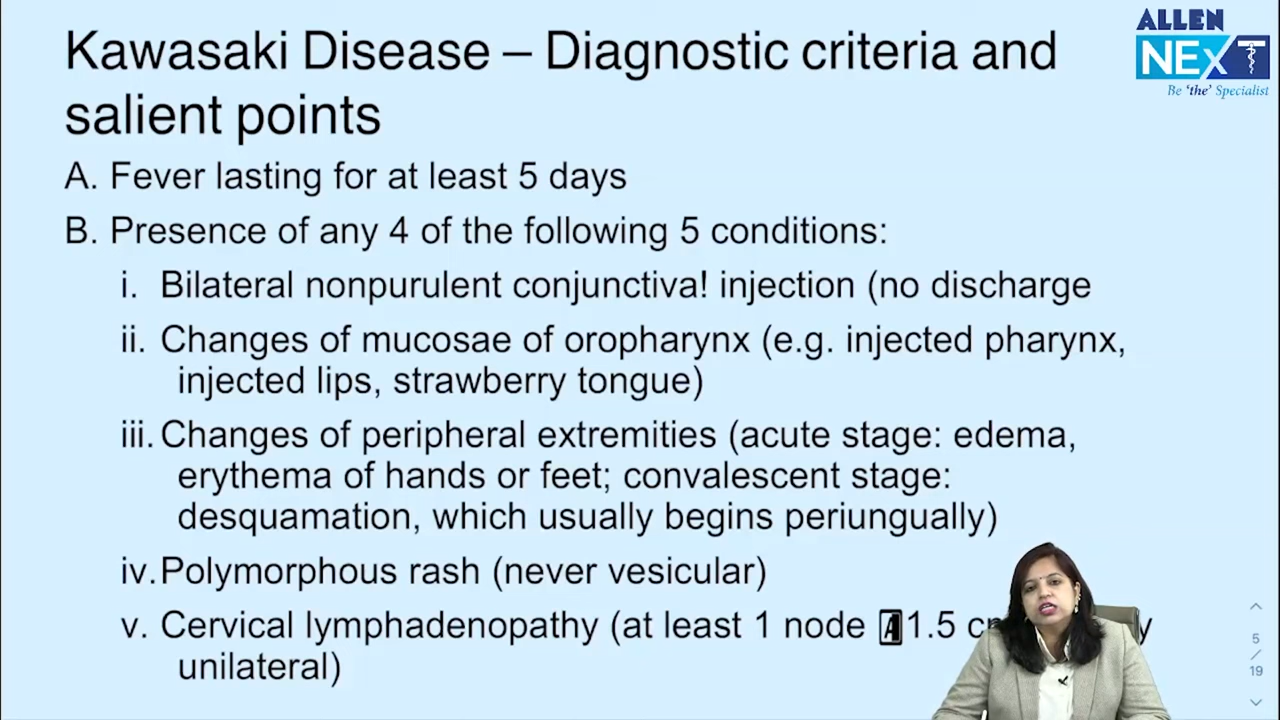 Kawasaki Disease – Diagnostic criteria and
salient points
A. Fever lasting for at least 5 days
B. Presence of any 4 of the following 5 conditions:
i. Bilateral nonpurulent conjunctiva! injection (no discharge
ii. Changes of mucosae of oropharynx (e.g. injected pharynx,
injected lips, strawberry tongue)
iii. Changes of peripheral extremities (acute stage: edema,
erythema of hands or feet; convalescent stage:
desquamation, which usually begins periungually)
iv. Polymorphous rash (never vesicular)
v. Cervical lymphadenopathy (at least 1 node 1.5
unilateral)
ALLEN
NEXT
Be 'the' Specialist
5
/
19